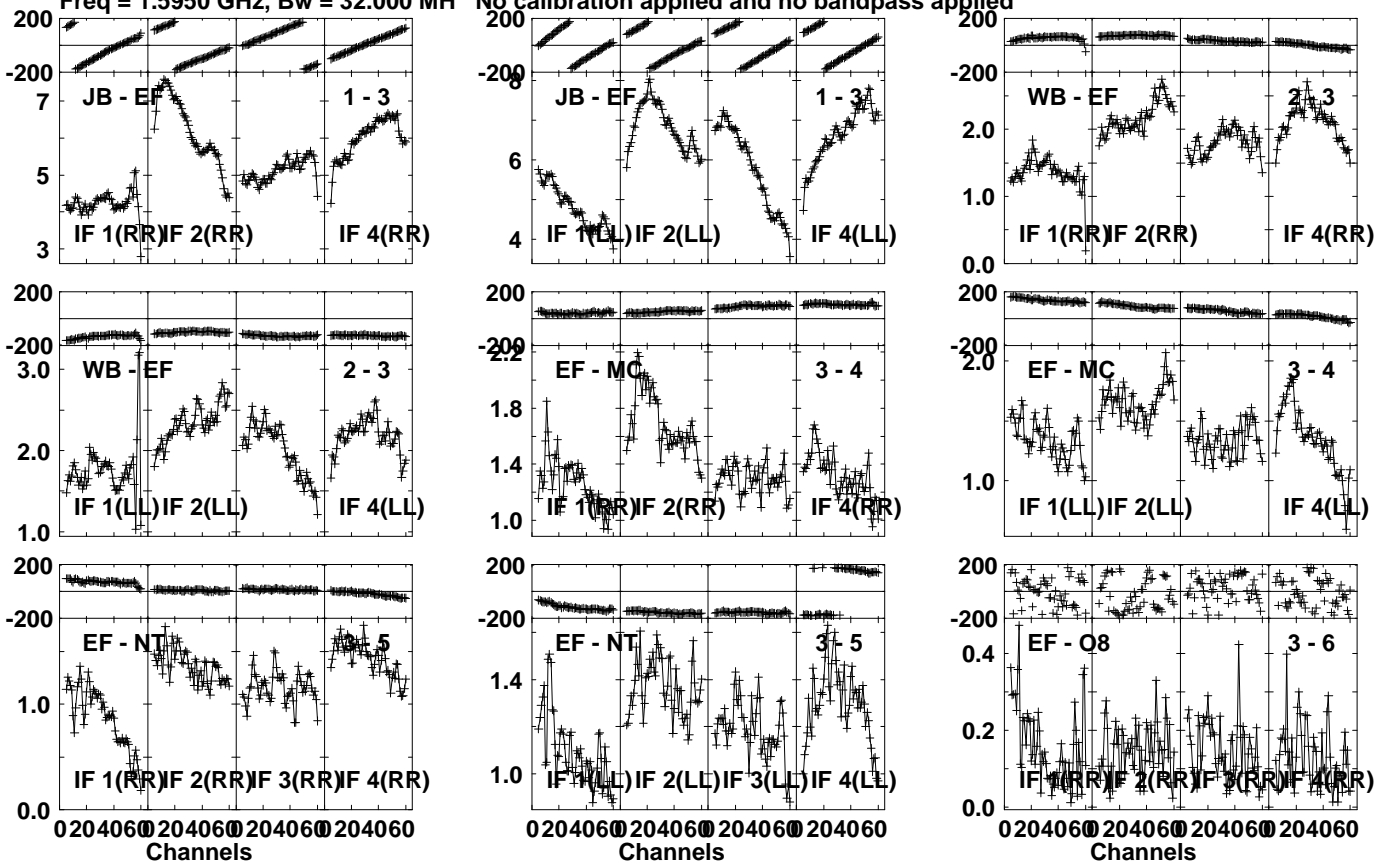 Freq = 1.5950 GHz, Bw = 32.000 MH No calibration applied and no bandpass applied
200
-200
JB - EF 1 - 3
7
5
3
IF 1(RR) IF 2(RR) IF 4(RR)
200
-200
8
JB - EF 1 - 3
6
4
IF 1(LL) IF 2(LL) IF 4(LL)
200
-200
WB - EF 2 - 3
2.0
1.0
0.0
IF 1(RR) IF 2(RR) IF 4(RR)
200
-200
WB - EF 2 - 3
3.0
2.0
1.0
IF 1(LL) IF 2(LL) IF 4(LL)
200
-200
2.2
EF - MC 3 - 4
1.8
1.4
1.0
IF 1(RR) IF 2(RR) IF 4(RR)
200
-200
2.0
EF - MC 3 - 4
1.0
IF 1(LL) IF 2(LL) IF 4(LL)
200
-200
EF - NT 3 - 5
1.0
0.0
IF 1(RR) IF 2(RR) IF 3(RR) IF 4(RR)
0 20 40 60 0 20 40 60 0 20 40 60 0 20 40 60
Channels
200
-200
EF - NT 3 - 5
1.4
1.0
IF 1(LL) IF 2(LL) IF 3(LL) IF 4(LL)
0 20 40 60 0 20 40 60 0 20 40 60 0 20 40 60
Channels
200
-200
EF - O8 3 - 6
0.4
0.2
0.0
IF 1(RR) IF 2(RR) IF 3(RR) IF 4(RR)
0 20 40 60 0 20 40 60 0 20 40 60 0 20 40 60
Channels